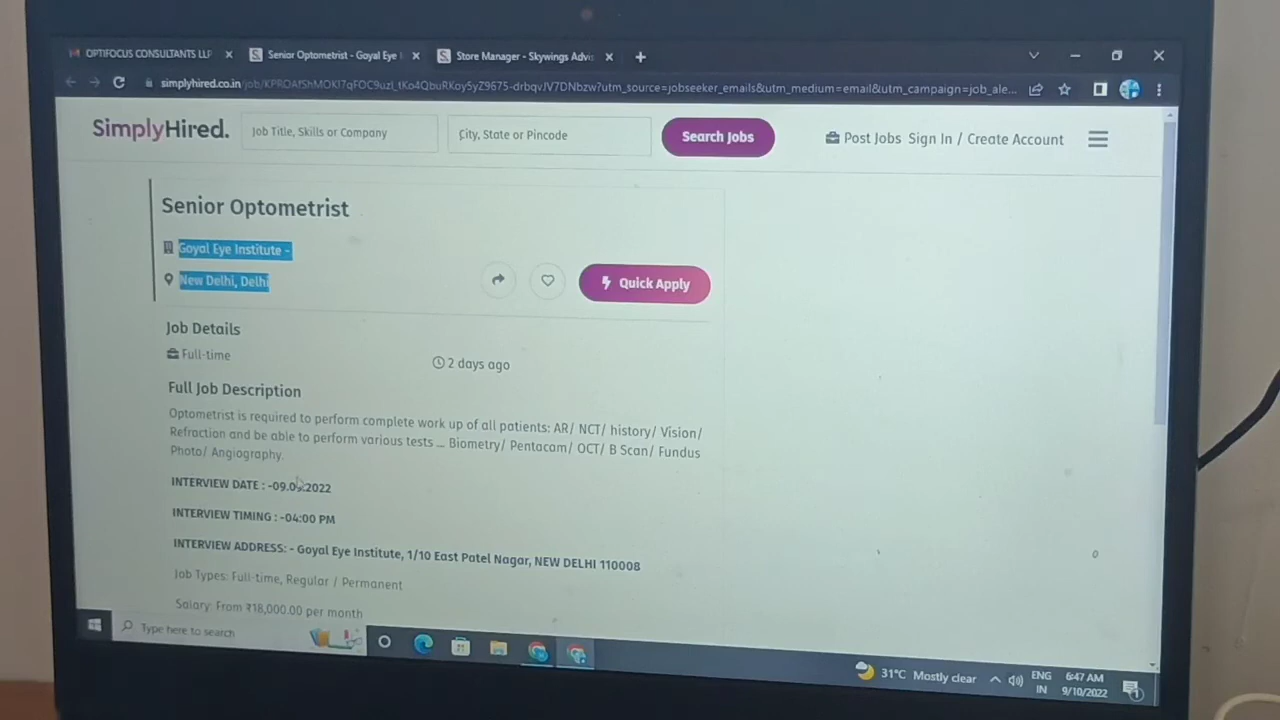 OPTIFOCUS CONSULTANTS LLP
Senior Optometrist - Goyal Eye
Store Manager - Skywings Advis
simplyhired.co.in
SimplyHired.
Job Title, Skills or Company
City, State or Pincode
Search Jobs
Post Jobs Sign In / Create Account
Senior Optometrist
Goyal Eye Institute -
New Delhi, Delhi
Quick Apply
Job Details
Full-time
2 days ago
Full Job Description
Optometrist is required to perform complete work up of all patients: AR/ NCT/ history/ Vision/
Refraction and be able to perform various tests ... Biometry/ Pentacam/ OCT/ B Scan/ Fundus
Photo/ Angiography.
INTERVIEW DATE : -09.09.2022
INTERVIEW TIMING : -04:00 PM
INTERVIEW ADDRESS: - Goyal Eye Institute, 1/10 East Patel Nagar, NEW DELHI 110008
Job Types: Full-time, Regular / Permanent
Salary: From ₹18,000.00 per month
Type here to search
31°C Mostly clear
ENG
IN
6:47 AM
9/10/2022